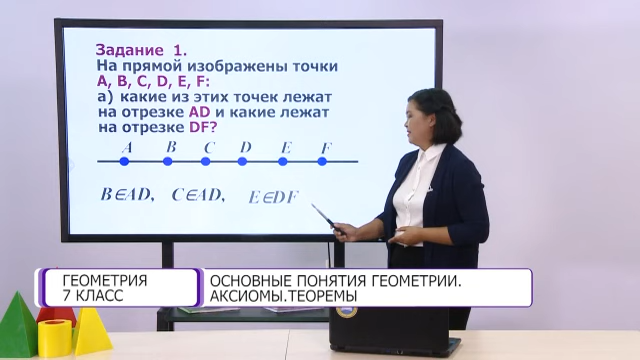 Задание 1.
На прямой изображены точки
A, B, C, D, E, F:
а) какие из этих точек лежат
на отрезке AD и какие лежат
на отрезке DF?
A B C D E F
B∈AD, C∈AD, E∈DF
ГЕОМЕТРИЯ
7 КЛАСС
ОСНОВНЫЕ ПОНЯТИЯ ГЕОМЕТРИИ.
АКСИОМЫ.ТЕОРЕМЫ